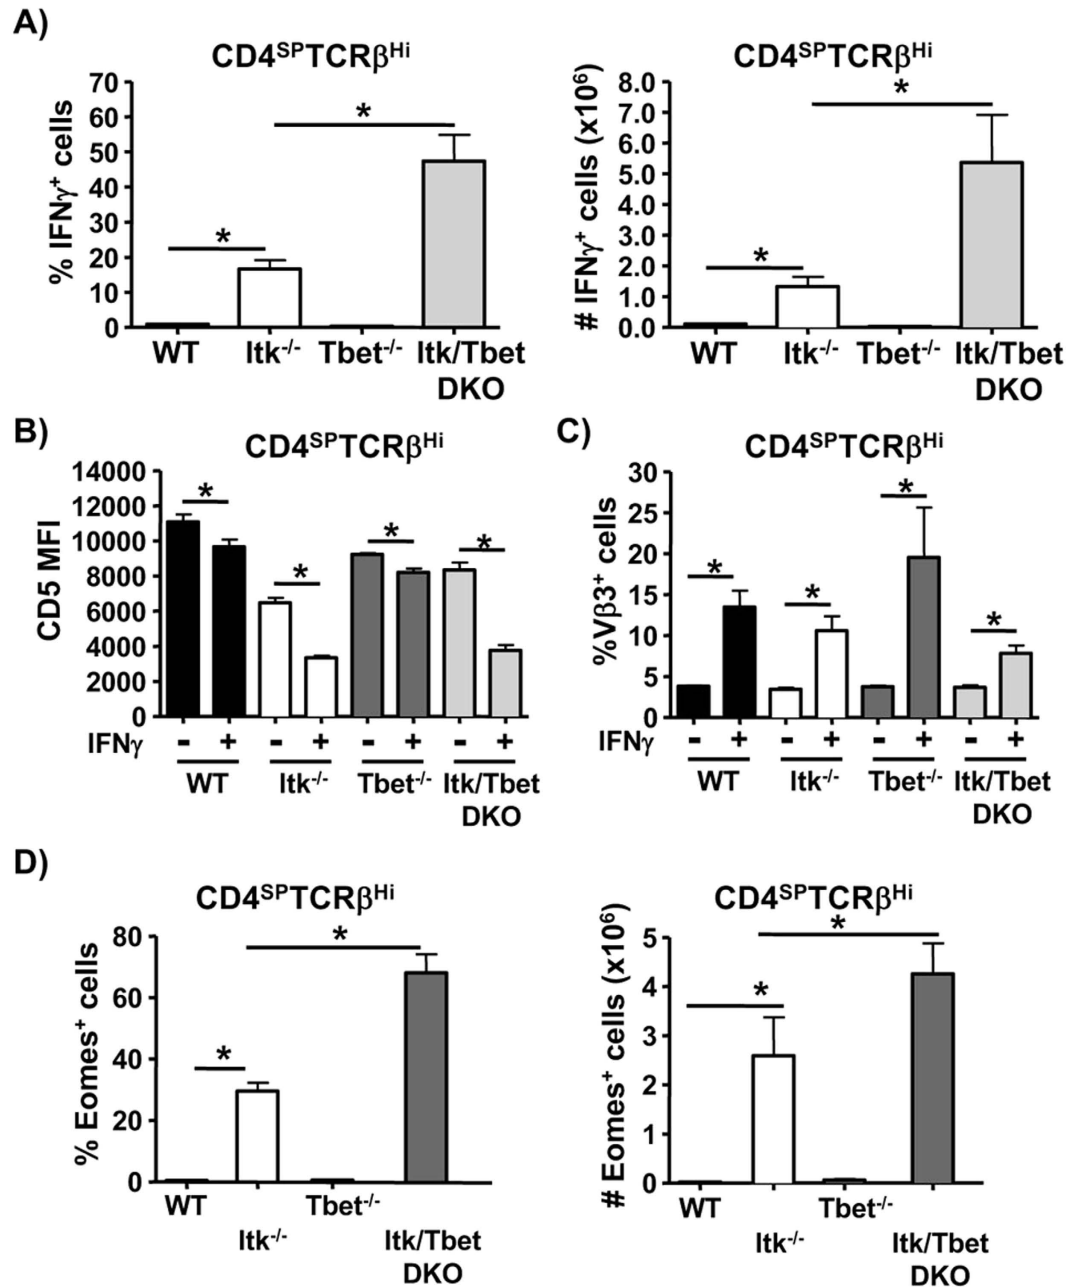 A)
CD4SPTCRβHi
% IFNγ+ cells
70
60
50
40
30
20
10
0
*
*
WT
Itk-/-
Tbet-/-
Itk/Tbet
DKO
CD4SPTCRβHi
# IFNγ+ cells (x10⁶)
8.0
7.0
6.0
5.0
4.0
3.0
2.0
1.0
0.0
*
*
WT
Itk-/-
Tbet-/-
Itk/Tbet
DKO
B)
CD4SPTCRβHi
CD5 MFI
14000
12000
10000
8000
6000
4000
2000
0
*
*
*
*
IFNγ - + - + - + - +
WT
Itk-/-
Tbet-/-
Itk/Tbet
DKO
C)
CD4SPTCRβHi
%Vβ3+ cells
30
25
20
15
10
5
0
*
*
*
*
IFNγ - + - + - + - +
WT
Itk-/-
Tbet-/-
Itk/Tbet
DKO
D)
CD4SPTCRβHi
% Eomes+ cells
80
60
40
20
0
*
*
WT
Itk-/-
Tbet-/-
Itk/Tbet
DKO
CD4SPTCRβHi
# Eomes+ cells (x10⁶)
5
4
3
2
1
0
*
*
WT
Itk-/-
Tbet-/-
Itk/Tbet
DKO